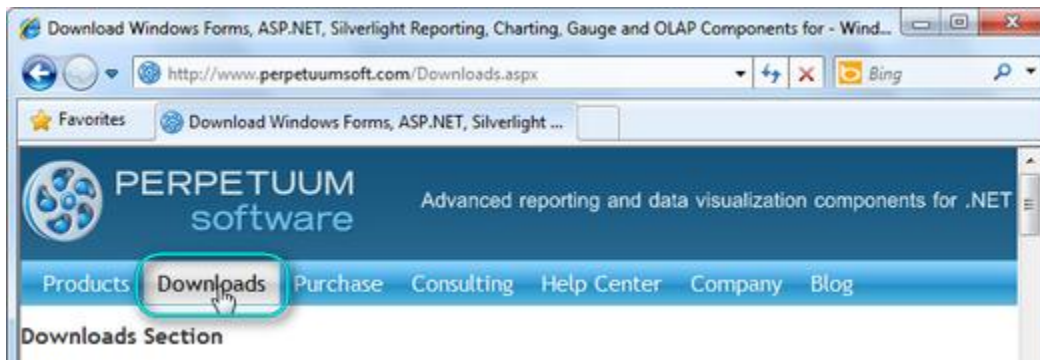 Download Windows Forms, ASP.NET, Silverlight Reporting, Charting, Gauge and OLAP Components for - Wind...
http://www.perpetuumsoft.com/Downloads.aspx
Bing
Favorites
Download Windows Forms, ASP.NET, Silverlight ...
PERPETUUM
software
Advanced reporting and data visualization components for .NET
Products Downloads Purchase Consulting Help Center Company Blog
Downloads Section